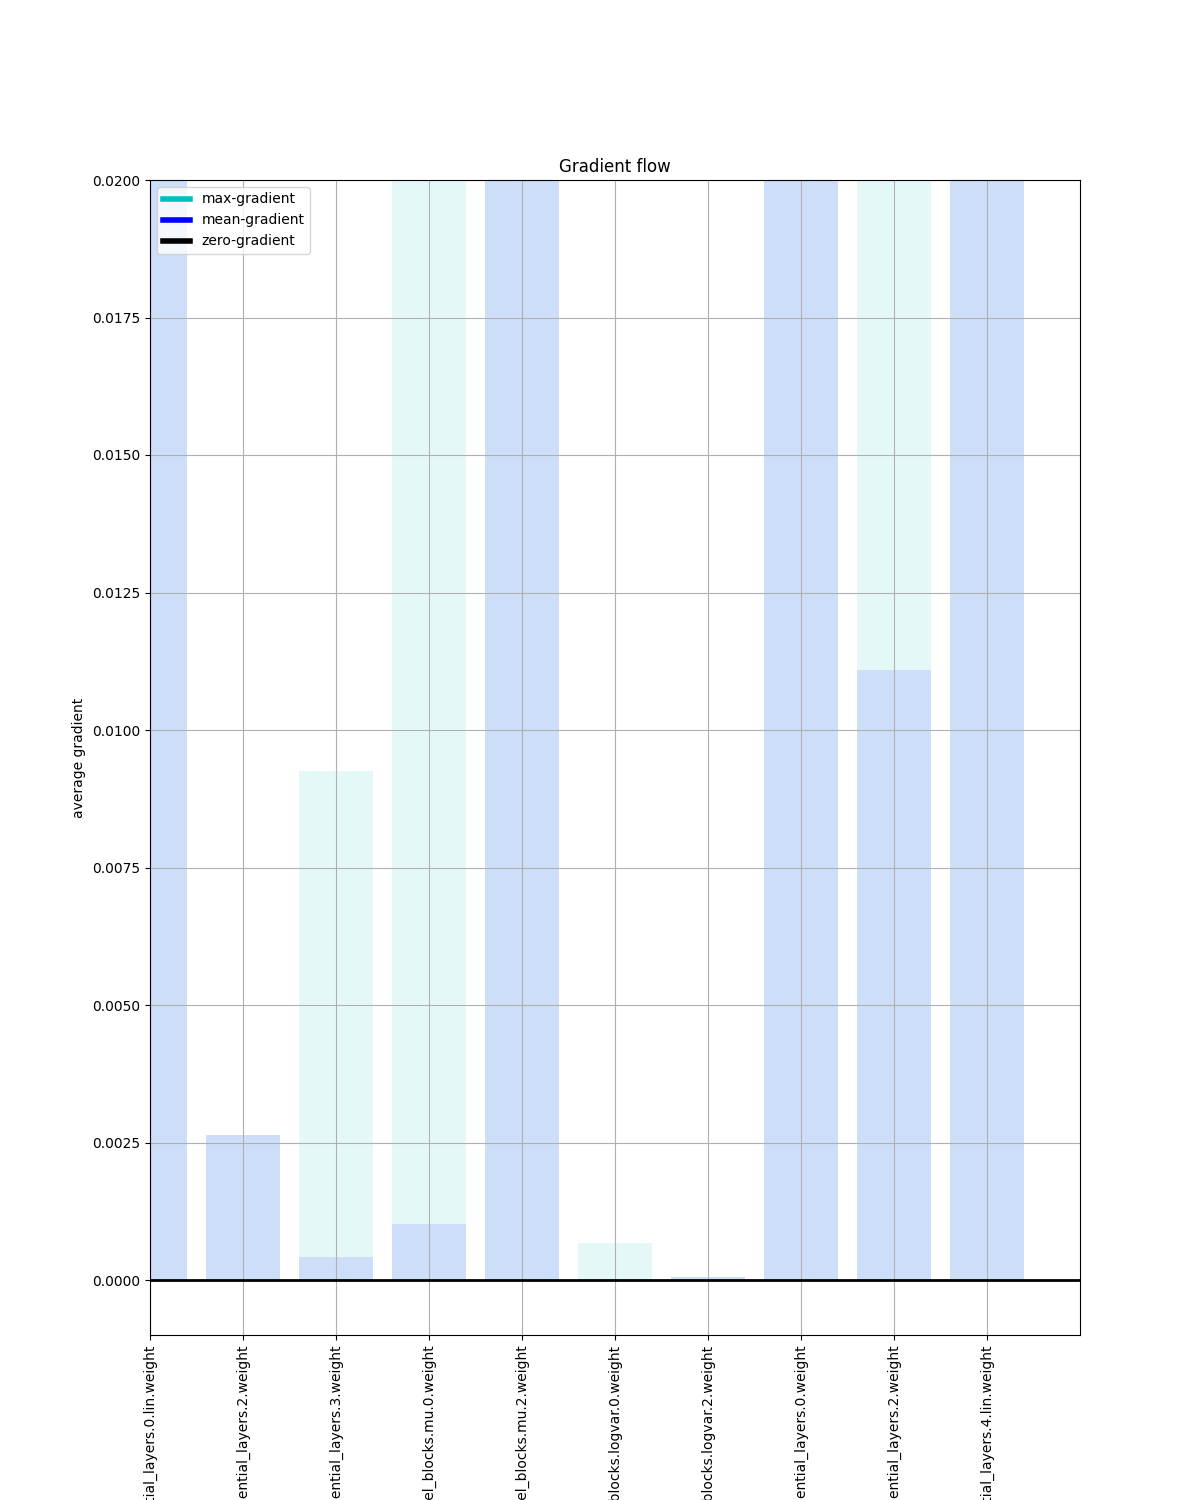 Gradient flow
max-gradient
mean-gradient
zero-gradient
0.0200
0.0175
0.0150
0.0125
0.0100
0.0075
0.0050
0.0025
0.0000
average gradient
tial_layers.0.lin.weight
ential_layers.2.weight
ential_layers.3.weight
el_blocks.mu.0.weight
el_blocks.mu.2.weight
blocks.logvar.0.weight
blocks.logvar.2.weight
ential_layers.0.weight
ential_layers.2.weight
tial_layers.4.lin.weight